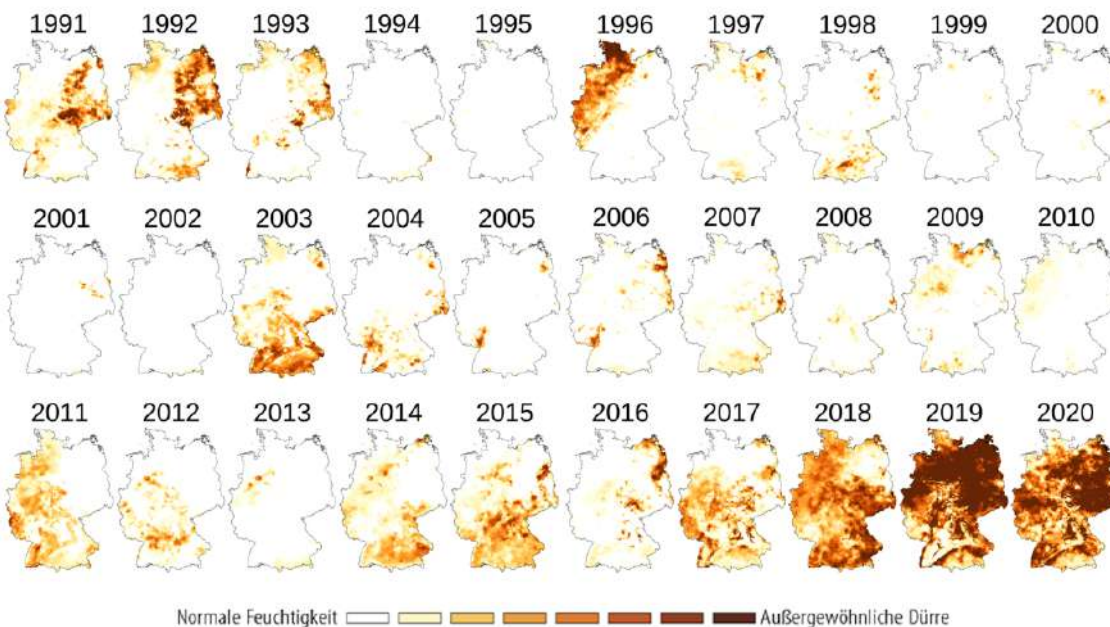 1991 1992 1993 1994 1995 1996 1997 1998 1999 2000
2001 2002 2003 2004 2005 2006 2007 2008 2009 2010
2011 2012 2013 2014 2015 2016 2017 2018 2019 2020
Normale Feuchtigkeit Außergewöhnliche Dürre